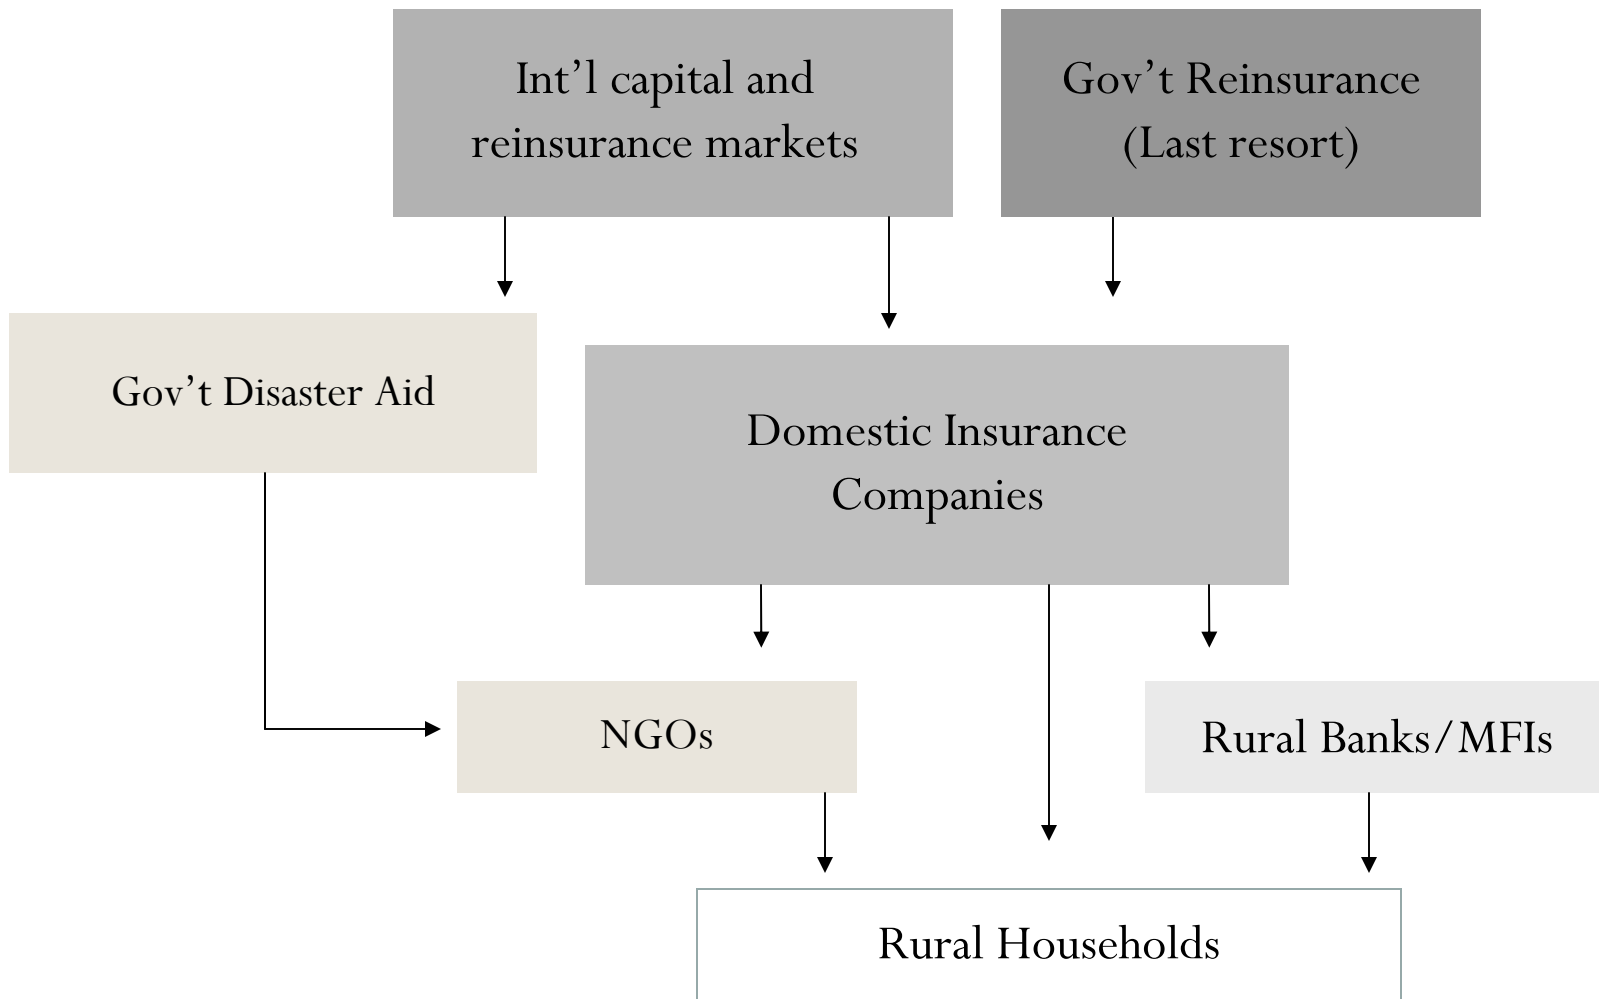 Int’l capital and
reinsurance markets
Gov’t Reinsurance
(Last resort)
Gov’t Disaster Aid
Domestic Insurance
Companies
NGOs
Rural Banks/MFIs
Rural Households